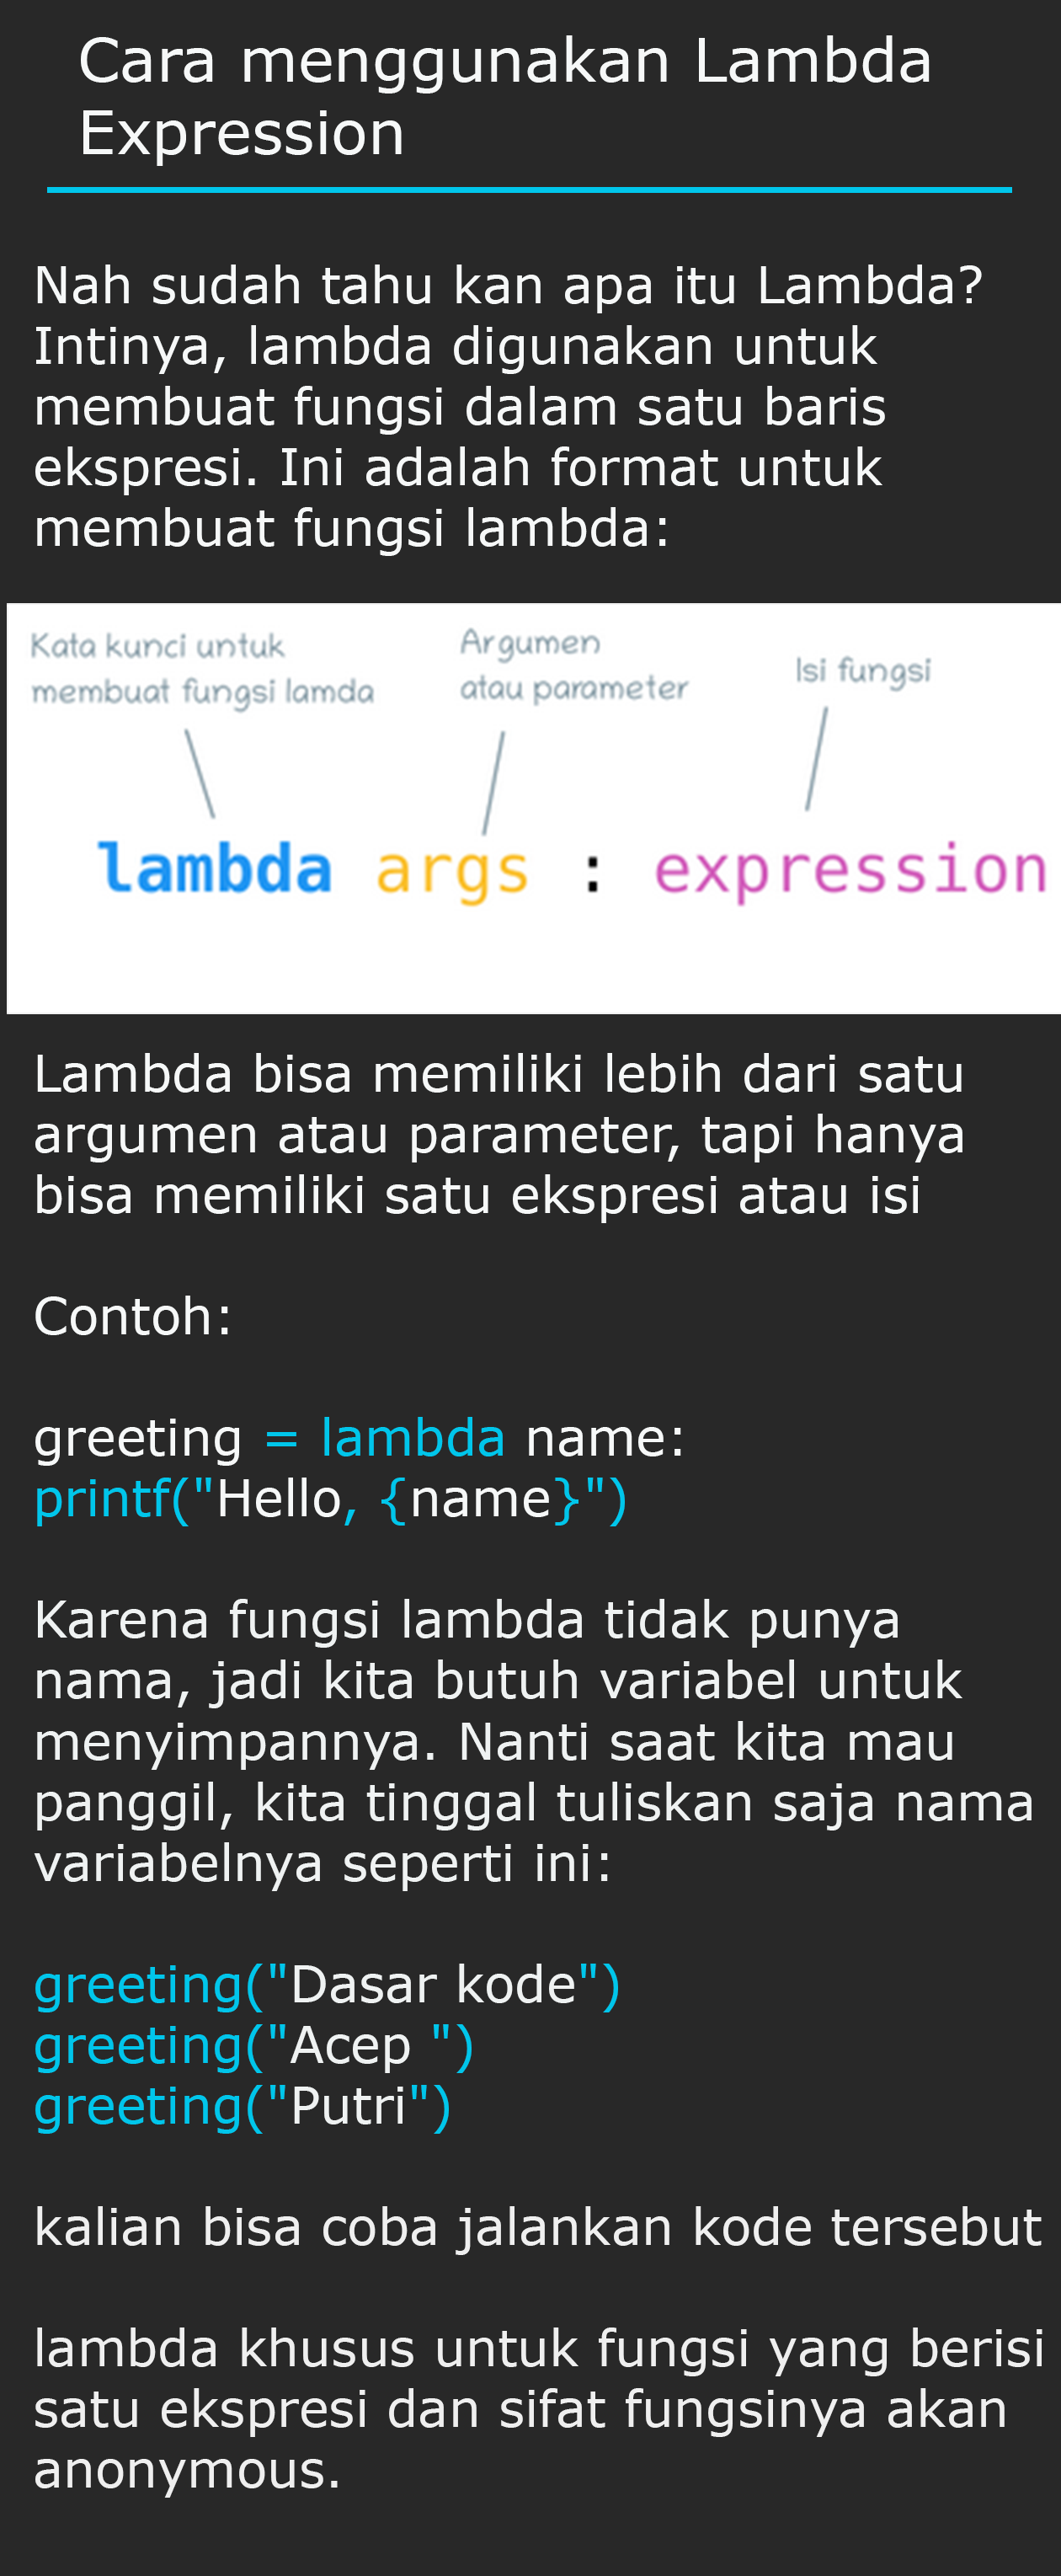 Cara menggunakan Lambda
Expression
Nah sudah tahu kan apa itu Lambda?
Intinya, lambda digunakan untuk
membuat fungsi dalam satu baris
ekspresi. Ini adalah format untuk
membuat fungsi lambda:
Kata kunci untuk
membuat fungsi lamda
Argumen
atau parameter
Isi fungsi
lambda args : expression
Lambda bisa memiliki lebih dari satu
argumen atau parameter, tapi hanya
bisa memiliki satu ekspresi atau isi
Contoh:
greeting = lambda name:
printf("Hello, {name}")
Karena fungsi lambda tidak punya
nama, jadi kita butuh variabel untuk
menyimpannya. Nanti saat kita mau
panggil, kita tinggal tuliskan saja nama
variabelnya seperti ini:
greeting("Dasar kode")
greeting("Acep ")
greeting("Putri")
kalian bisa coba jalankan kode tersebut
lambda khusus untuk fungsi yang berisi
satu ekspresi dan sifat fungsinya akan
anonymous.